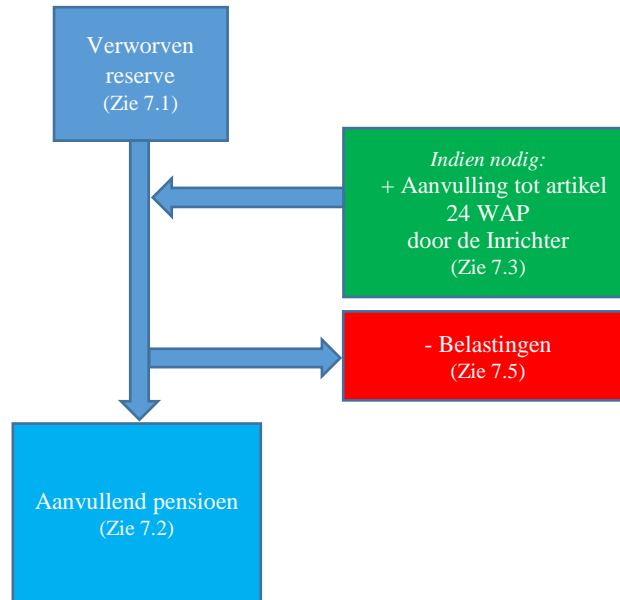 Verworven
reserve
(Zie 7.1)
Indien nodig:
+ Aanvulling tot artikel
24 WAP
door de Inrichter
(Zie 7.3)
- Belastingen
(Zie 7.5)
Aanvullend pensioen
(Zie 7.2)